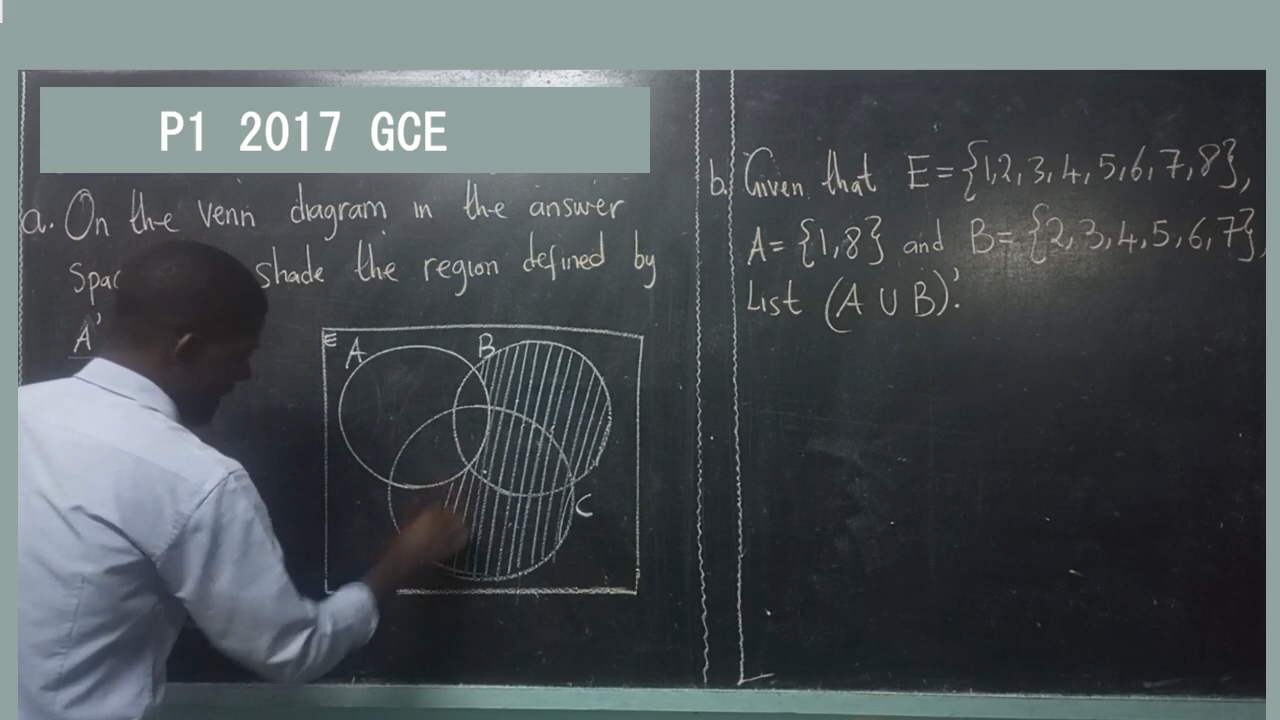 P1 2017 GCE
a. On the venn diagram in the answer
shade the region defined by
A'
E
A
B
C
b. Given that E={1,2,3,4,5,6,7,8},
A={1,8} and B={2,3,4,5,6,7},
List (A ∪ B)'.